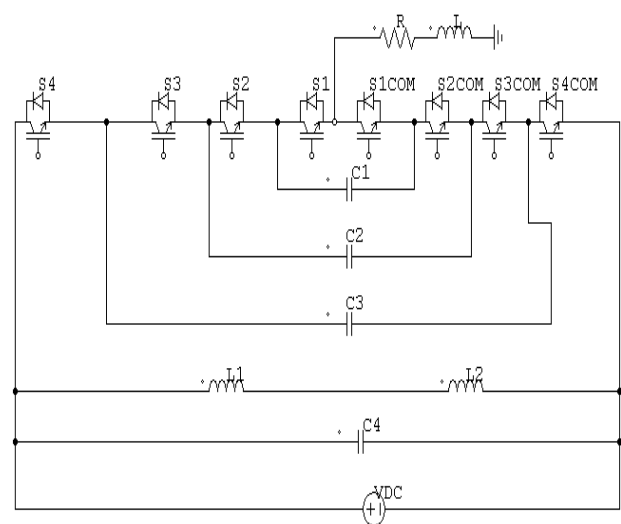 R L
S4 S3 S2 S1 S1COM S2COM S3COM S4COM
C1
C2
C3
L1 L2
C4
VDC